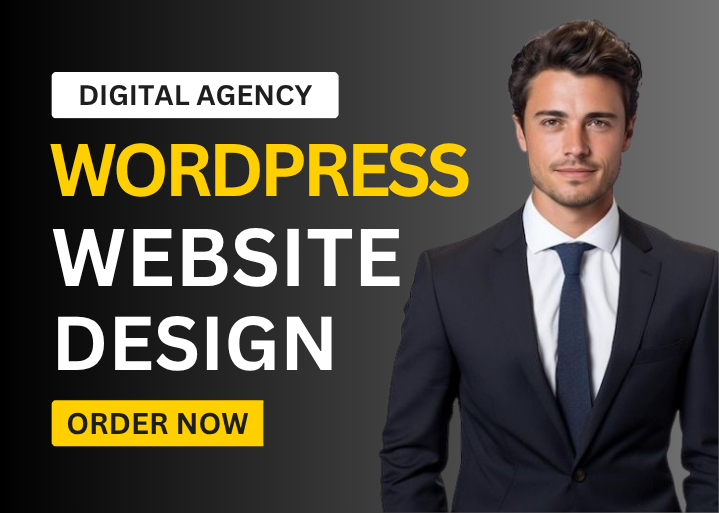 DIGITAL AGENCY
WORDPRESS
WEBSITE
DESIGN
ORDER NOW